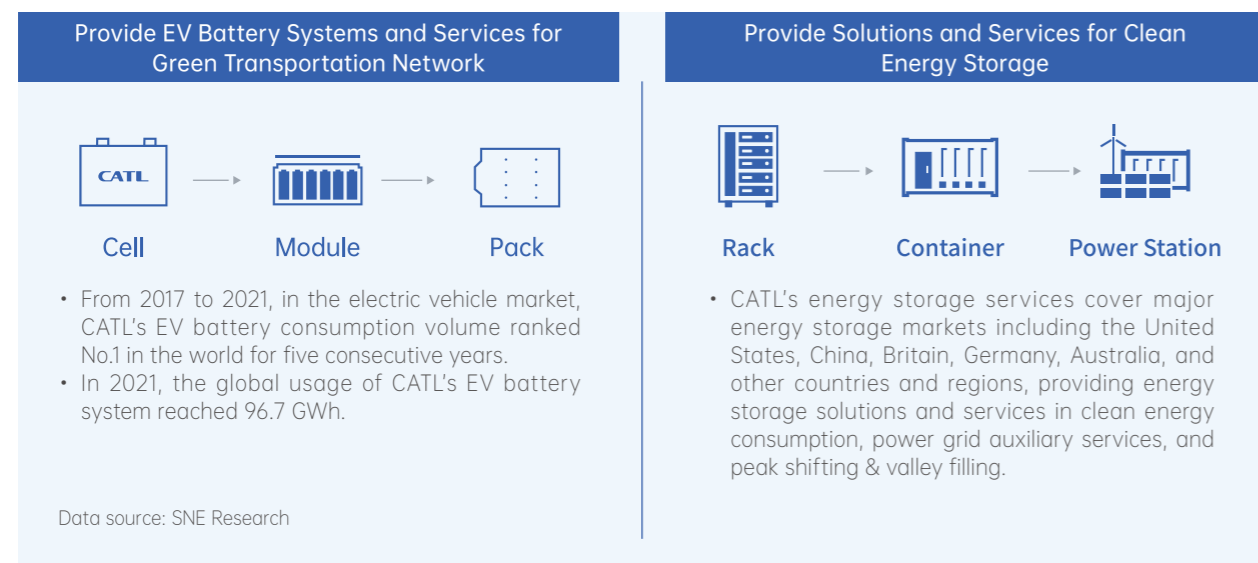 Provide EV Battery Systems and Services for
Green Transportation Network
CATL
Cell
Module
Pack
• From 2017 to 2021, in the electric vehicle market,
CATL's EV battery consumption volume ranked
No.1 in the world for five consecutive years.
• In 2021, the global usage of CATL's EV battery
system reached 96.7 GWh.
Data source: SNE Research
Provide Solutions and Services for Clean
Energy Storage
Rack
Container
Power Station
• CATL's energy storage services cover major
energy storage markets including the United
States, China, Britain, Germany, Australia, and
other countries and regions, providing energy
storage solutions and services in clean energy
consumption, power grid auxiliary services, and
peak shifting & valley filling.